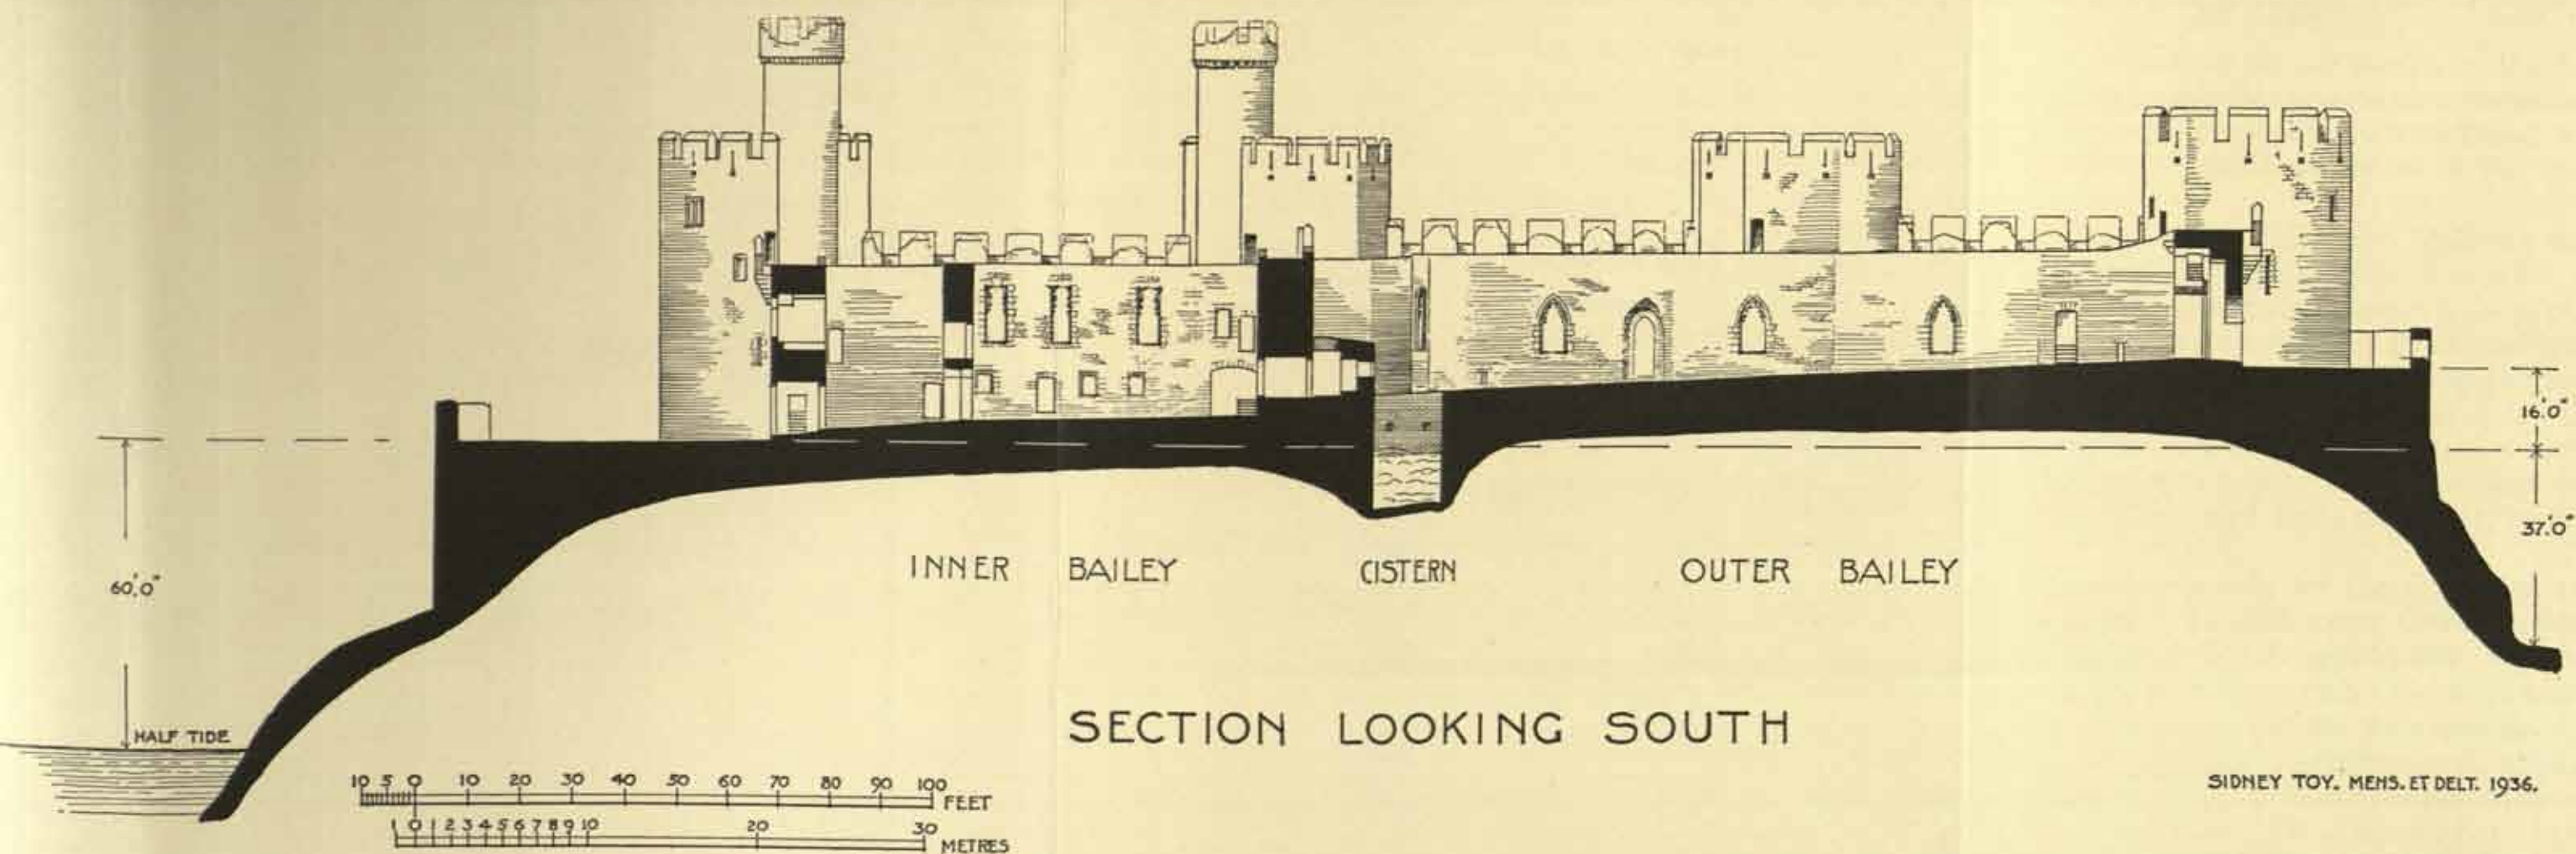 16'.0"
37'.0"
60'.0"
INNER BAILEY
CISTERN
OUTER BAILEY
HALF TIDE
SECTION LOOKING SOUTH
SIDNEY TOY. MENS. ET DELT. 1936.
10 5 0 10 20 30 40 50 60 70 80 90 100
FEET
1 0 1 2 3 4 5 6 7 8 9 10 20 30
METRES